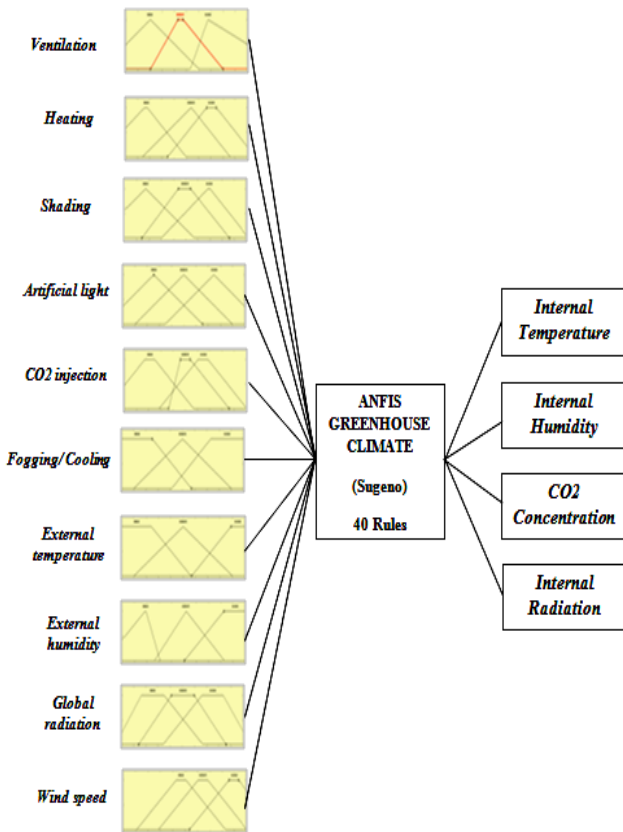 Ventilation
Heating
Shading
Artificial light
CO2 injection
Fogging/Cooling
External
temperature
External
humidity
Global
radiation
Wind speed
ANFIS
GREENHOUSE
CLIMATE
(Sugeno)
40 Rules
Internal
Temperature
Internal
Humidity
CO2
Concentration
Internal
Radiation